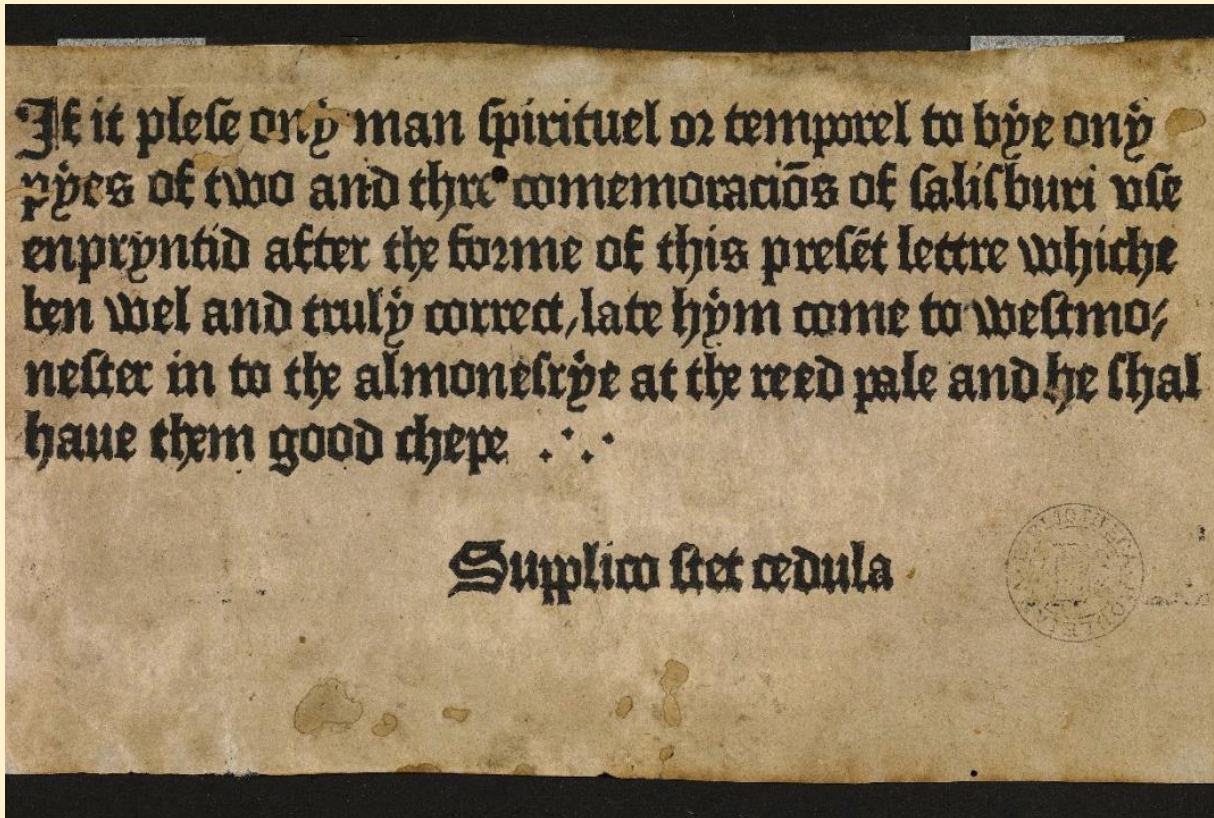 If it plese ony man spirituel or temporel to bye ony
pyes of two and thre comemoraciōs of salisburi vse
enpryntid after the forme of this presēt lettre whiche
ben wel and truly correct, late hym come to westmo⸗
nester in to the almonesrye at the reed pale and he shal
haue them good chepe ∴
Supplico stet cedula